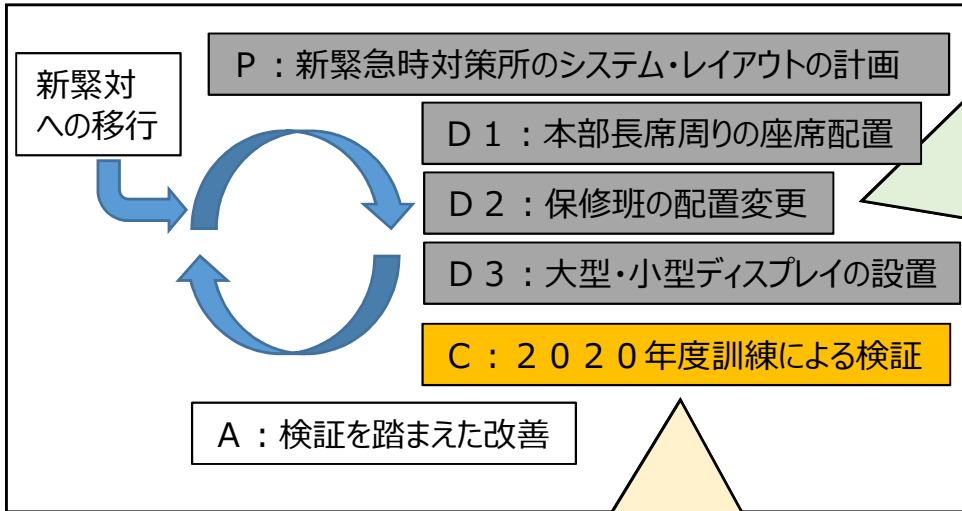 新緊対
への移行
P：新緊急時対策所のシステム・レイアウトの計画
D１：本部長席周りの座席配置
D２：保修班の配置変更
D３：大型・小型ディスプレイの設置
C：２０２０年度訓練による検証
A：検証を踏まえた改善